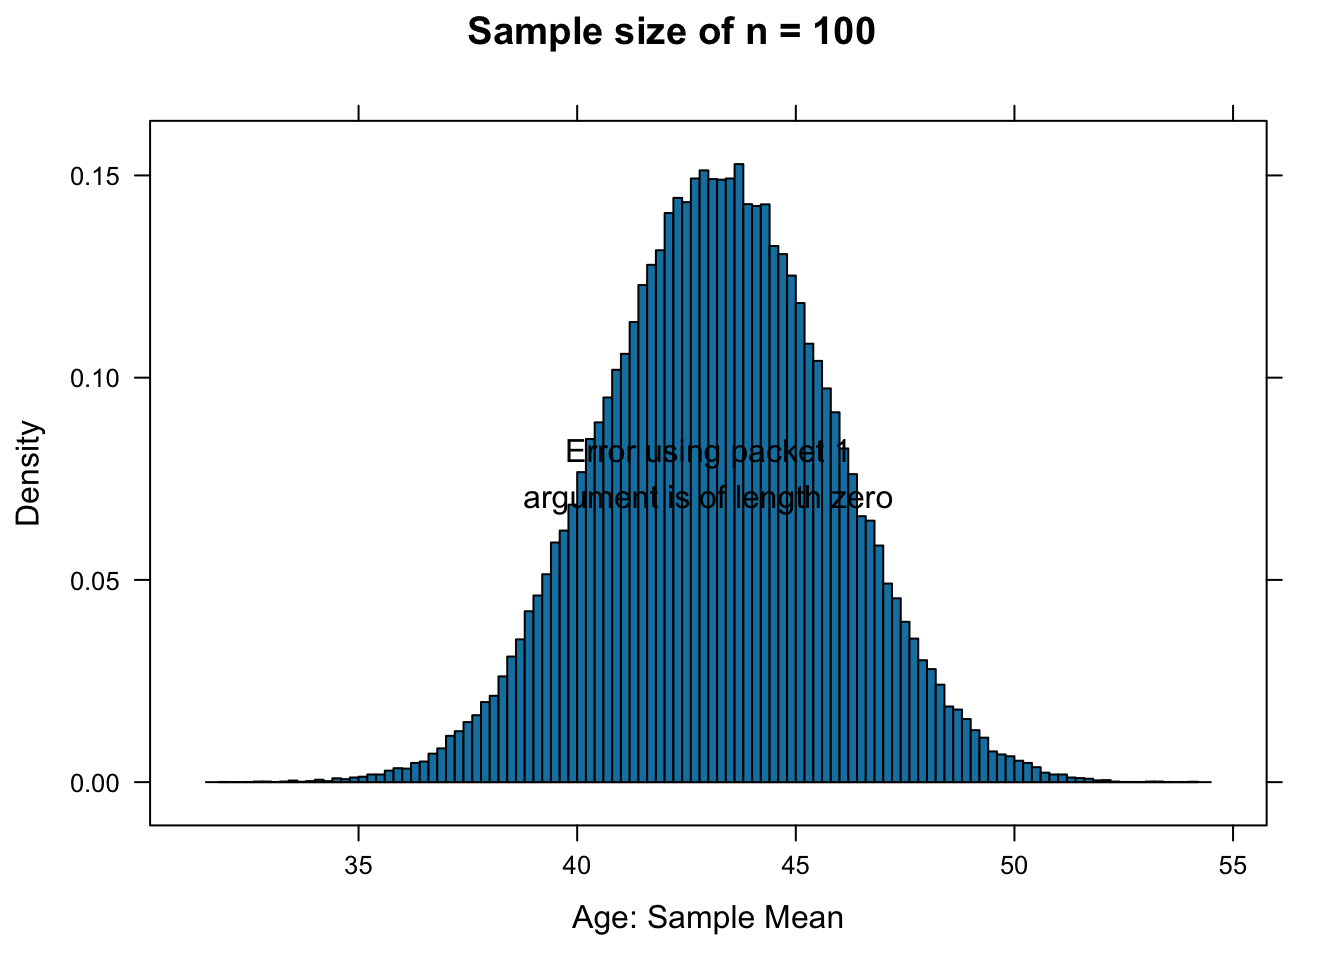 Sample size of n = 100
0.15
0.10
0.05
0.00
Density
Error using packet 1
argument is of length zero
35 40 45 50 55
Age: Sample Mean